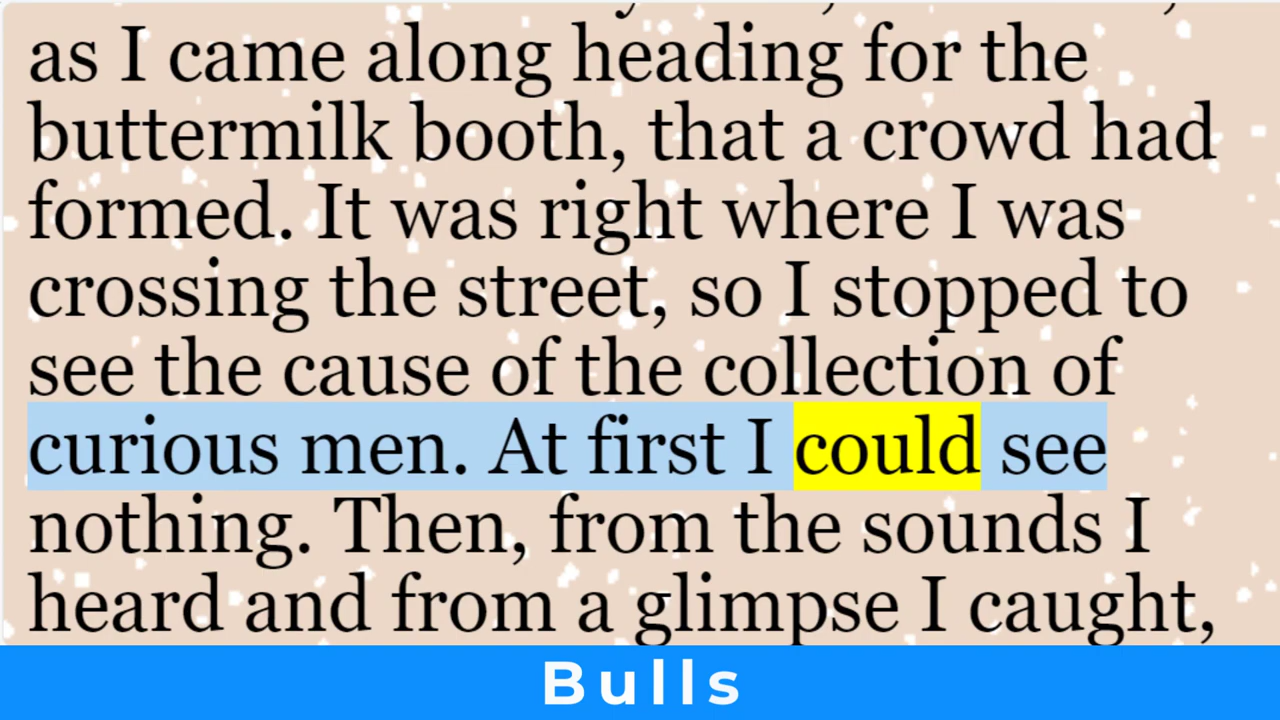 as I came along heading for the
buttermilk booth, that a crowd had
formed. It was right where I was
crossing the street, so I stopped to
see the cause of the collection of
curious men. At first I could see
nothing. Then, from the sounds I
heard and from a glimpse I caught,
Bulls